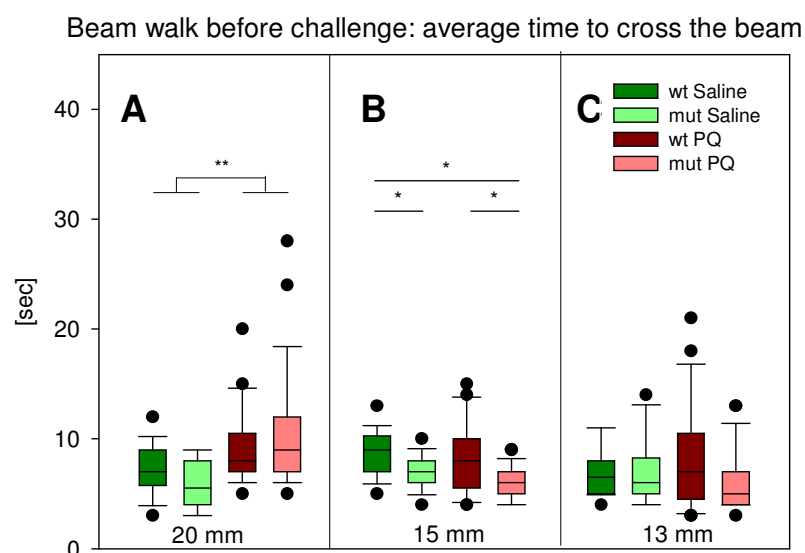 Beam walk before challenge: average time to cross the beam
A
B
C
wt Saline
mut Saline
wt PQ
mut PQ
**
*
*
*
[sec]
40
30
20
10
0
20 mm
15 mm
13 mm